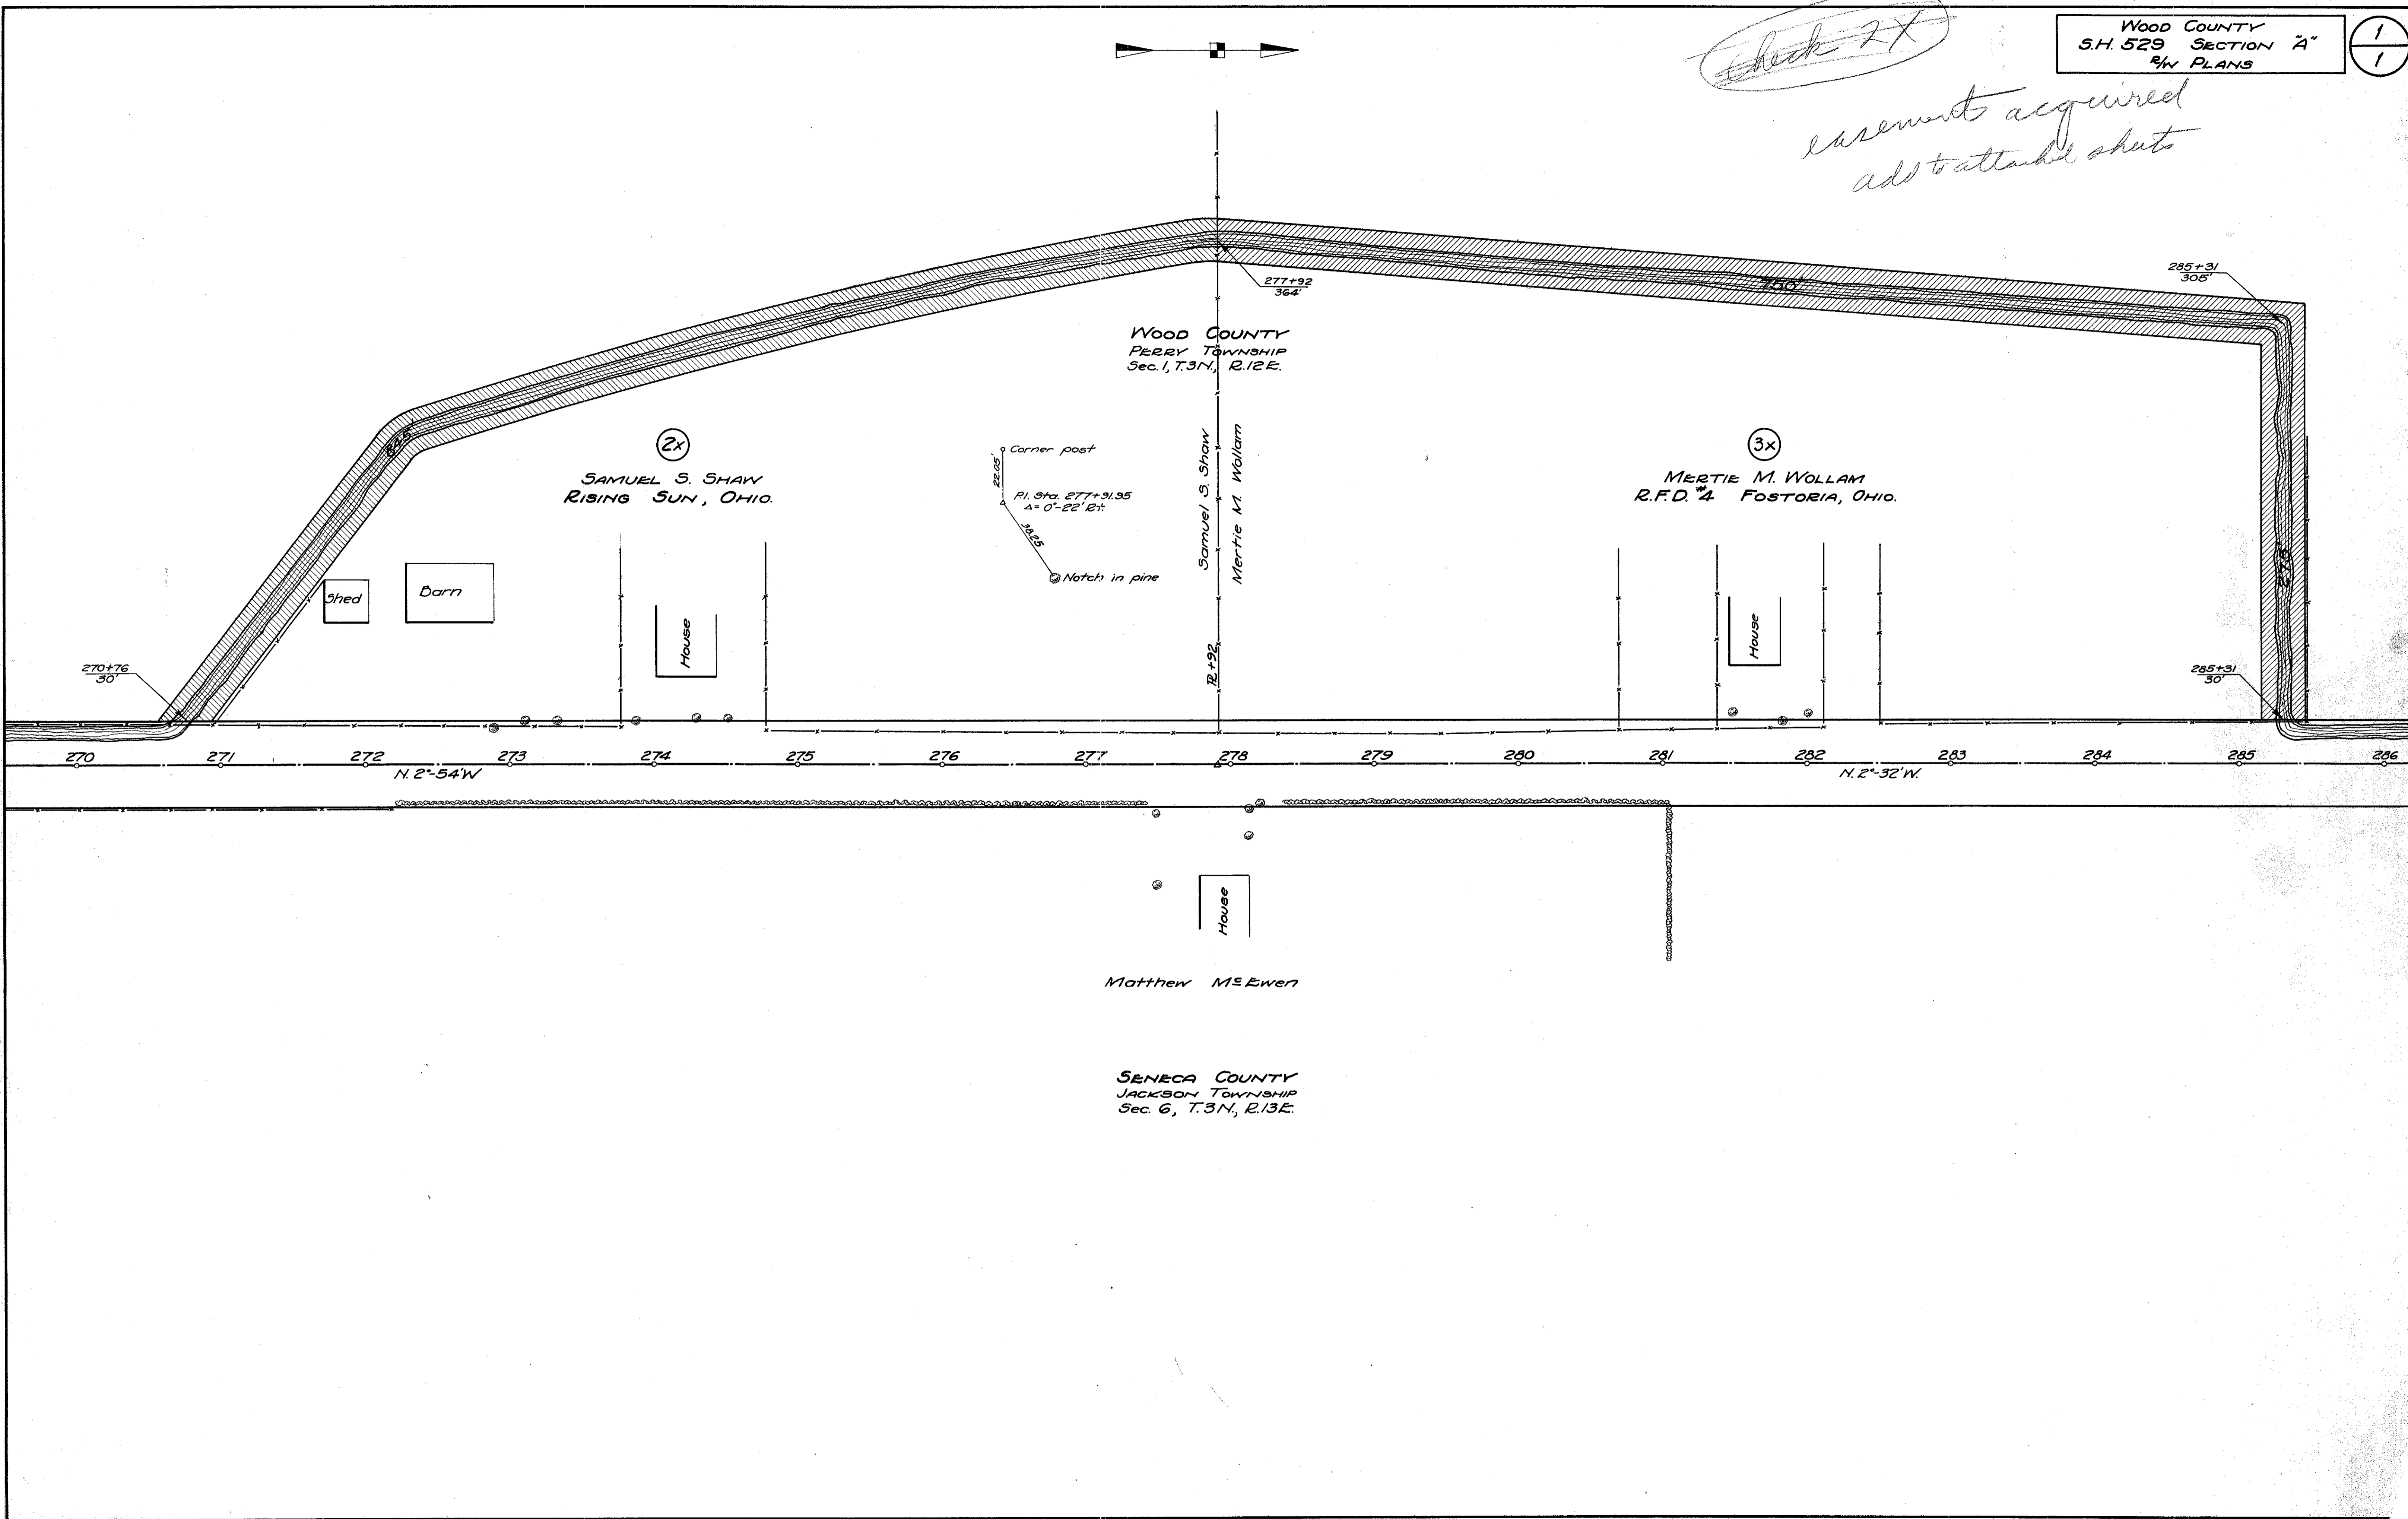 Check 2X
WOOD COUNTY
S.H. 529 SECTION "A"
R/W PLANS
1
1
easement acquired
add to attached sheets
277+92
364'
750'
285+31
305'
WOOD COUNTY
PERRY TOWNSHIP
Sec. 1, T.3N., R.12E.
845'
2x
SAMUEL S. SHAW
RISING SUN, OHIO.
Corner post
22.05'
P.I. Sta. 277+91.95
Δ= 0°-22' Rt.
38.25
Notch in pine
Samuel S. Shaw
Mertie M. Wollam
3x
MERTIE M. WOLLAM
R.F.D. #4 FOSTORIA, OHIO.
275'
Shed
Barn
House
House
PL +92
270+76
30'
285+31
30'
270 271 272 273 274 275 276 277 278 279 280 281 282 283 284 285 286
N. 2°-54'W
N. 2°-32'W.
House
Matthew McEwen
SENECA COUNTY
JACKSON TOWNSHIP
Sec. 6, T.3N., R.13E.